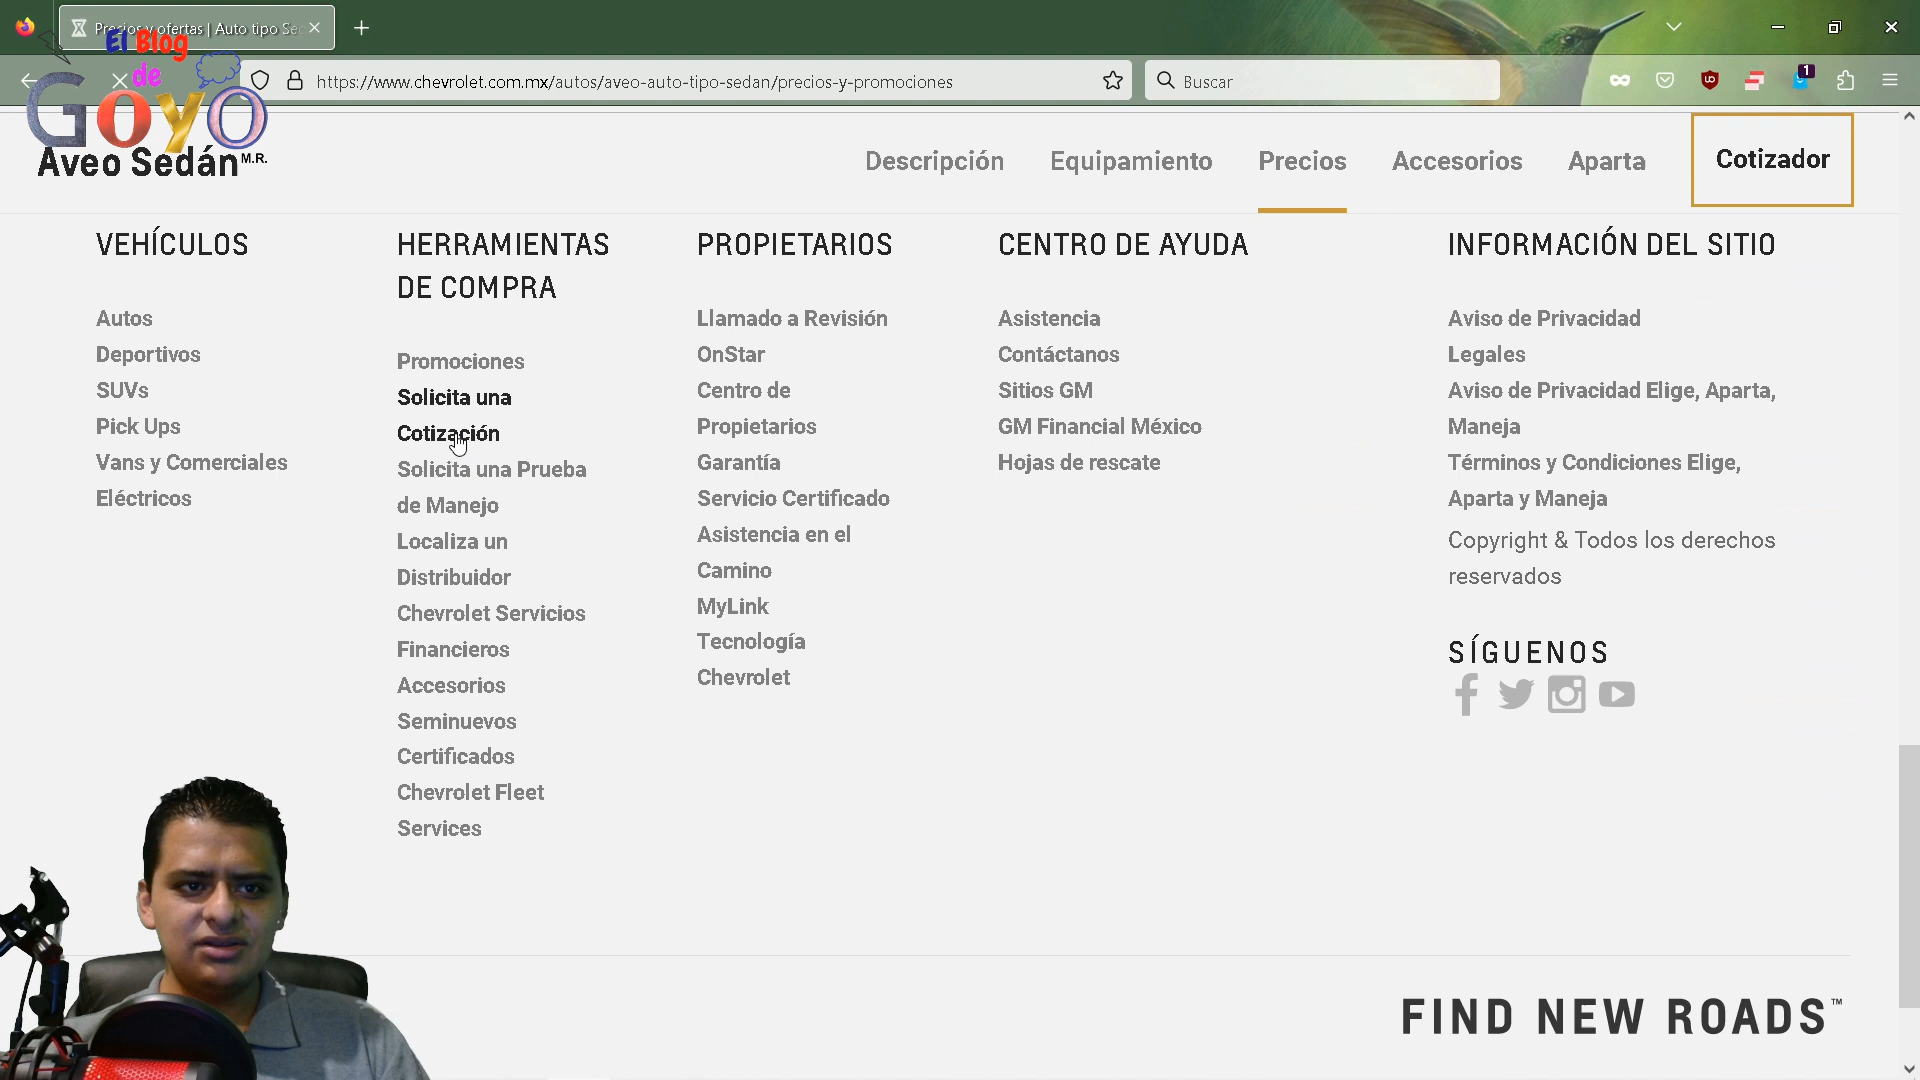 Precios y ofertas | Auto tipo Sed
El Blog
de
GOYO
M.R.
https://www.chevrolet.com.mx/autos/aveo-auto-tipo-sedan/precios-y-promociones
Buscar
1
Aveo Sedán
Descripción
Equipamiento
Precios
Accesorios
Aparta
Cotizador
VEHÍCULOS
Autos
Deportivos
SUVs
Pick Ups
Vans y Comerciales
Eléctricos
HERRAMIENTAS
DE COMPRA
Promociones
Solicita una
Cotización
Solicita una Prueba
de Manejo
Localiza un
Distribuidor
Chevrolet Servicios
Financieros
Accesorios
Seminuevos
Certificados
Chevrolet Fleet
Services
PROPIETARIOS
Llamado a Revisión
OnStar
Centro de
Propietarios
Garantía
Servicio Certificado
Asistencia en el
Camino
MyLink
Tecnología
Chevrolet
CENTRO DE AYUDA
Asistencia
Contáctanos
Sitios GM
GM Financial México
Hojas de rescate
INFORMACIÓN DEL SITIO
Aviso de Privacidad
Legales
Aviso de Privacidad Elige, Aparta,
Maneja
Términos y Condiciones Elige,
Aparta y Maneja
Copyright & Todos los derechos
reservados
SÍGUENOS
FIND NEW ROADS™